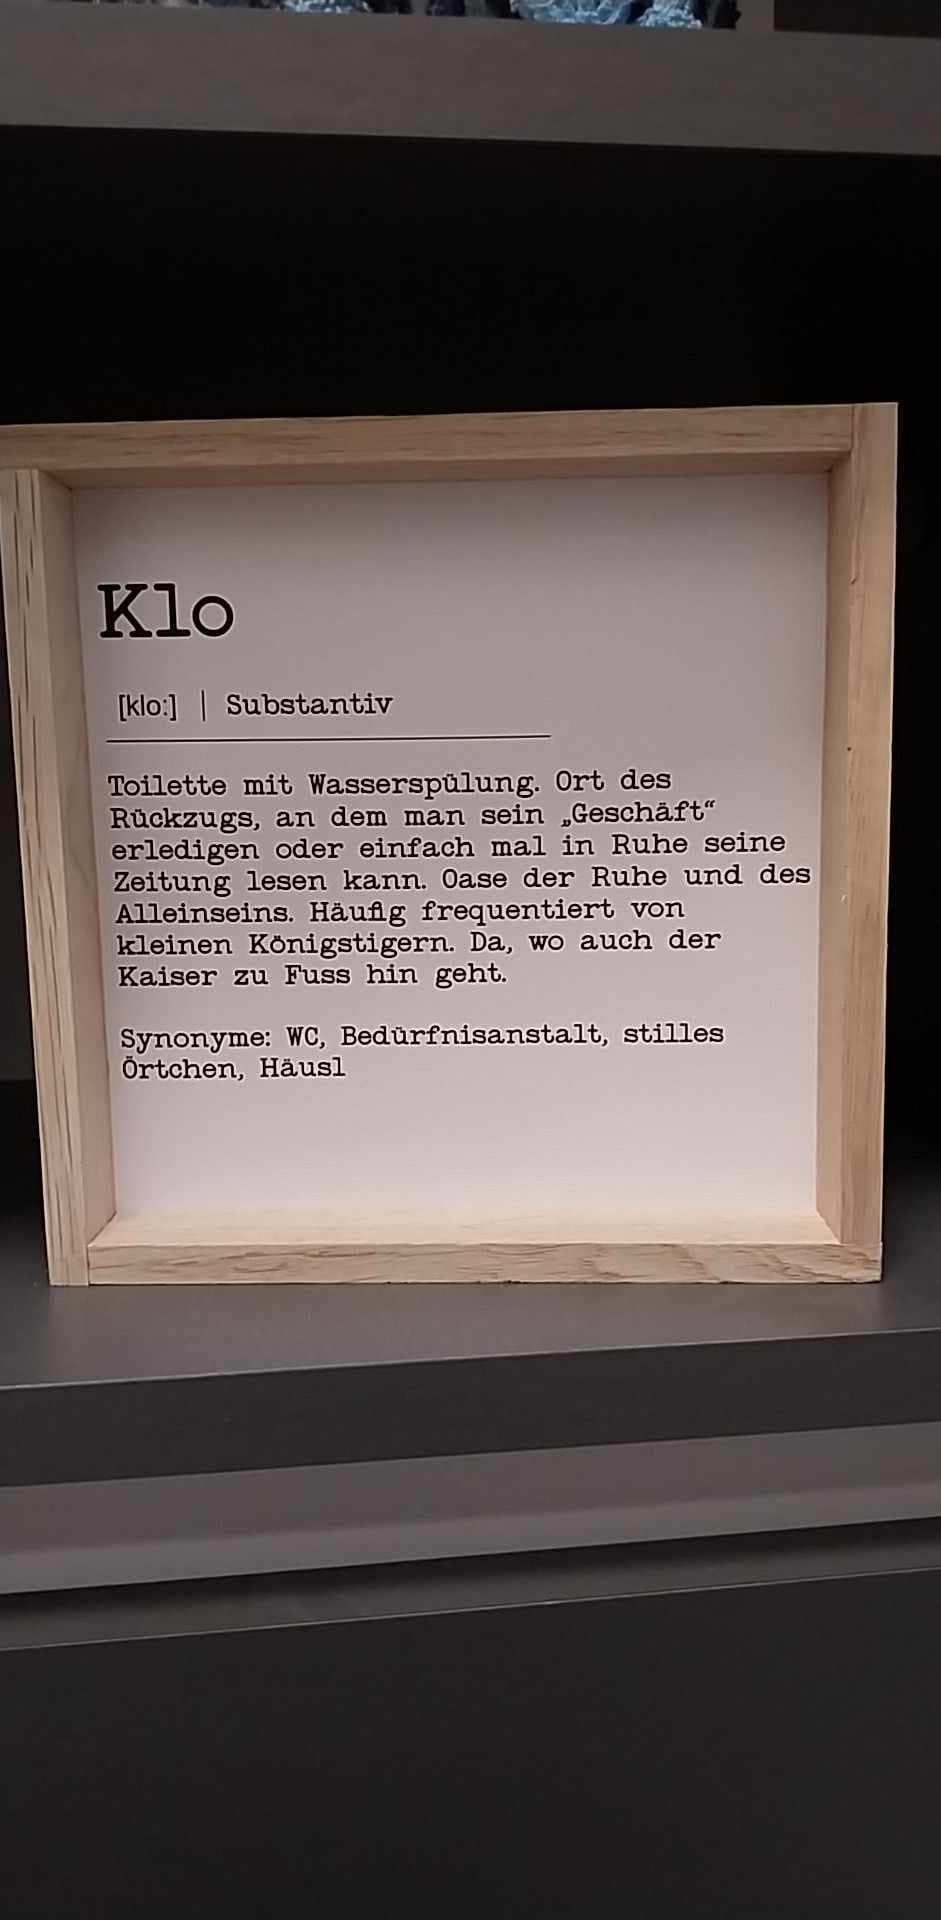 Klo
[klo:] | Substantiv
Toilette mit Wasserspülung. Ort des
Rückzugs, an dem man sein „Geschäft“
erledigen oder einfach mal in Ruhe seine
Zeitung lesen kann. Oase der Ruhe und des
Alleinseins. Häufig frequentiert von
kleinen Königstigern. Da, wo auch der
Kaiser zu Fuss hin geht.
Synonyme: WC, Bedürfnisanstalt, stilles
Örtchen, Häusl